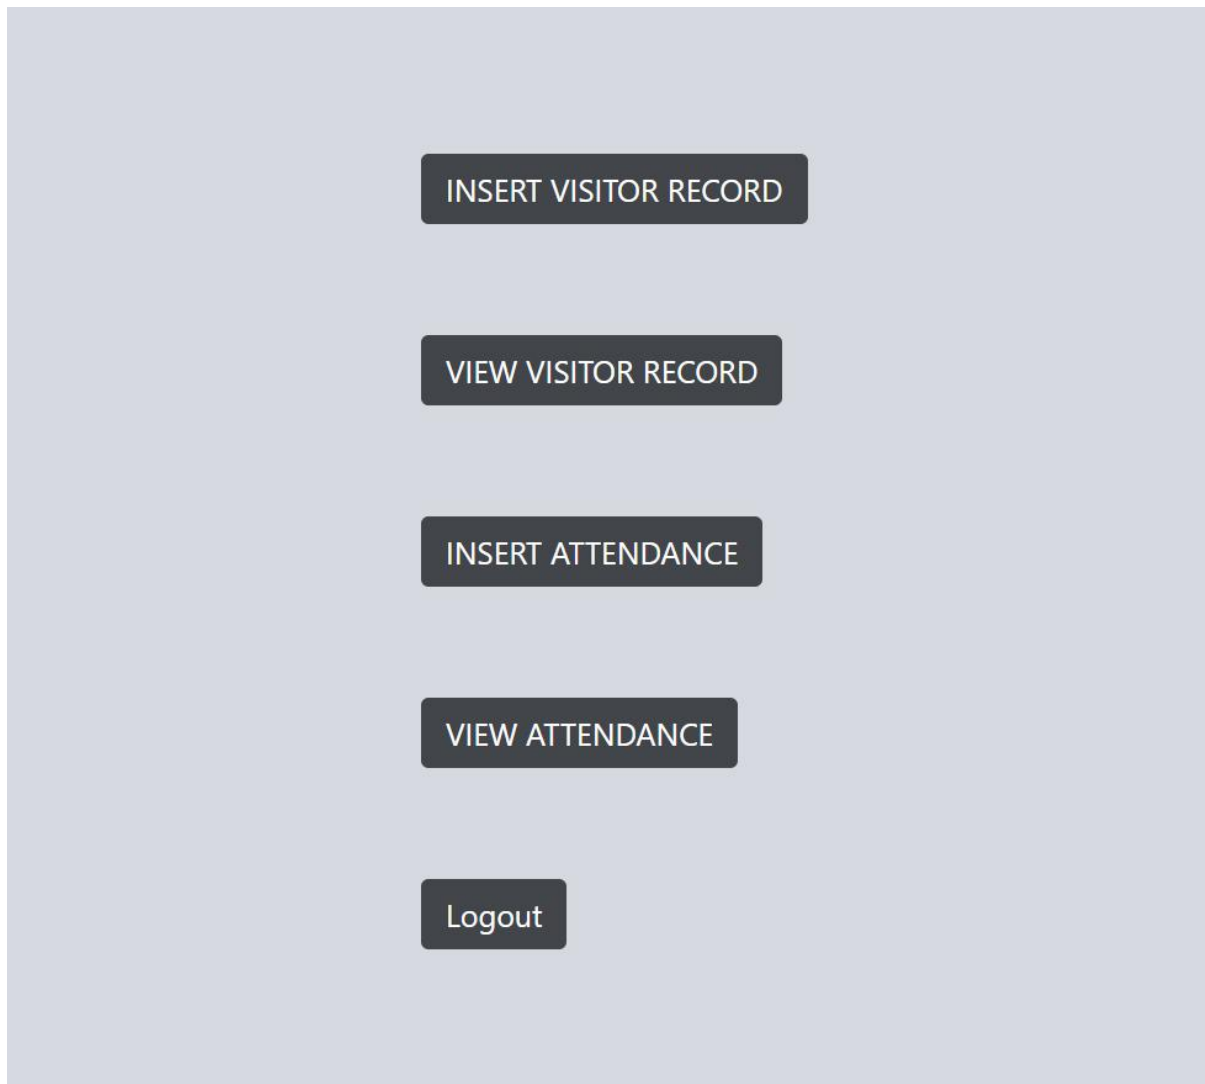 INSERT VISITOR RECORD
VIEW VISITOR RECORD
INSERT ATTENDANCE
VIEW ATTENDANCE
Logout